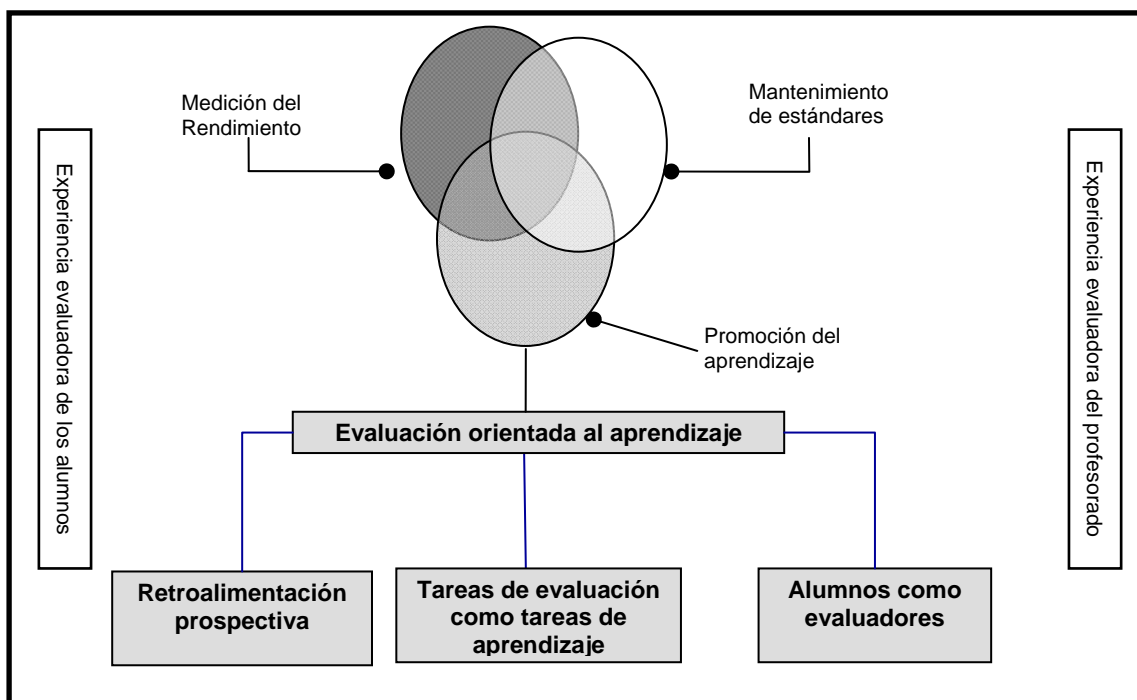 Medición del
Rendimiento
Mantenimiento
de estándares
Experiencia evaluadora de los alumnos
Experiencia evaluadora del profesorado
Promoción del
aprendizaje
Evaluación orientada al aprendizaje
Retroalimentación
prospectiva
Tareas de evaluación
como tareas de
aprendizaje
Alumnos como
evaluadores